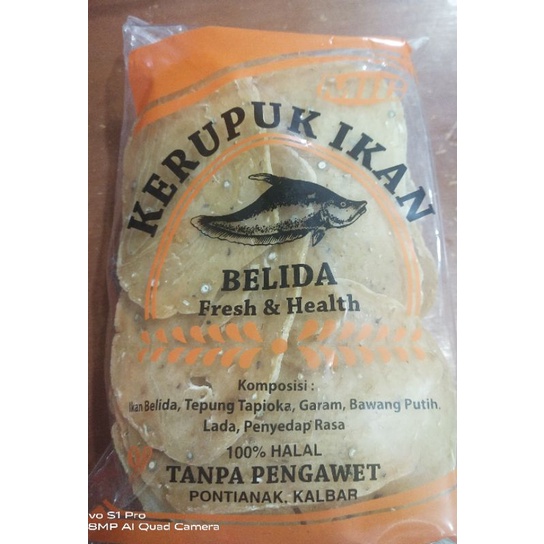 KERUPUK IKAN
BELIDA
Fresh & Health
Komposisi :
Ikan Belida, Tepung Tapioka, Garam, Bawang Putih,
Lada, Penyedap Rasa
100% HALAL
TANPA PENGAWET
PONTIANAK, KALBAR
vo S1 Pro
8MP AI Quad Camera